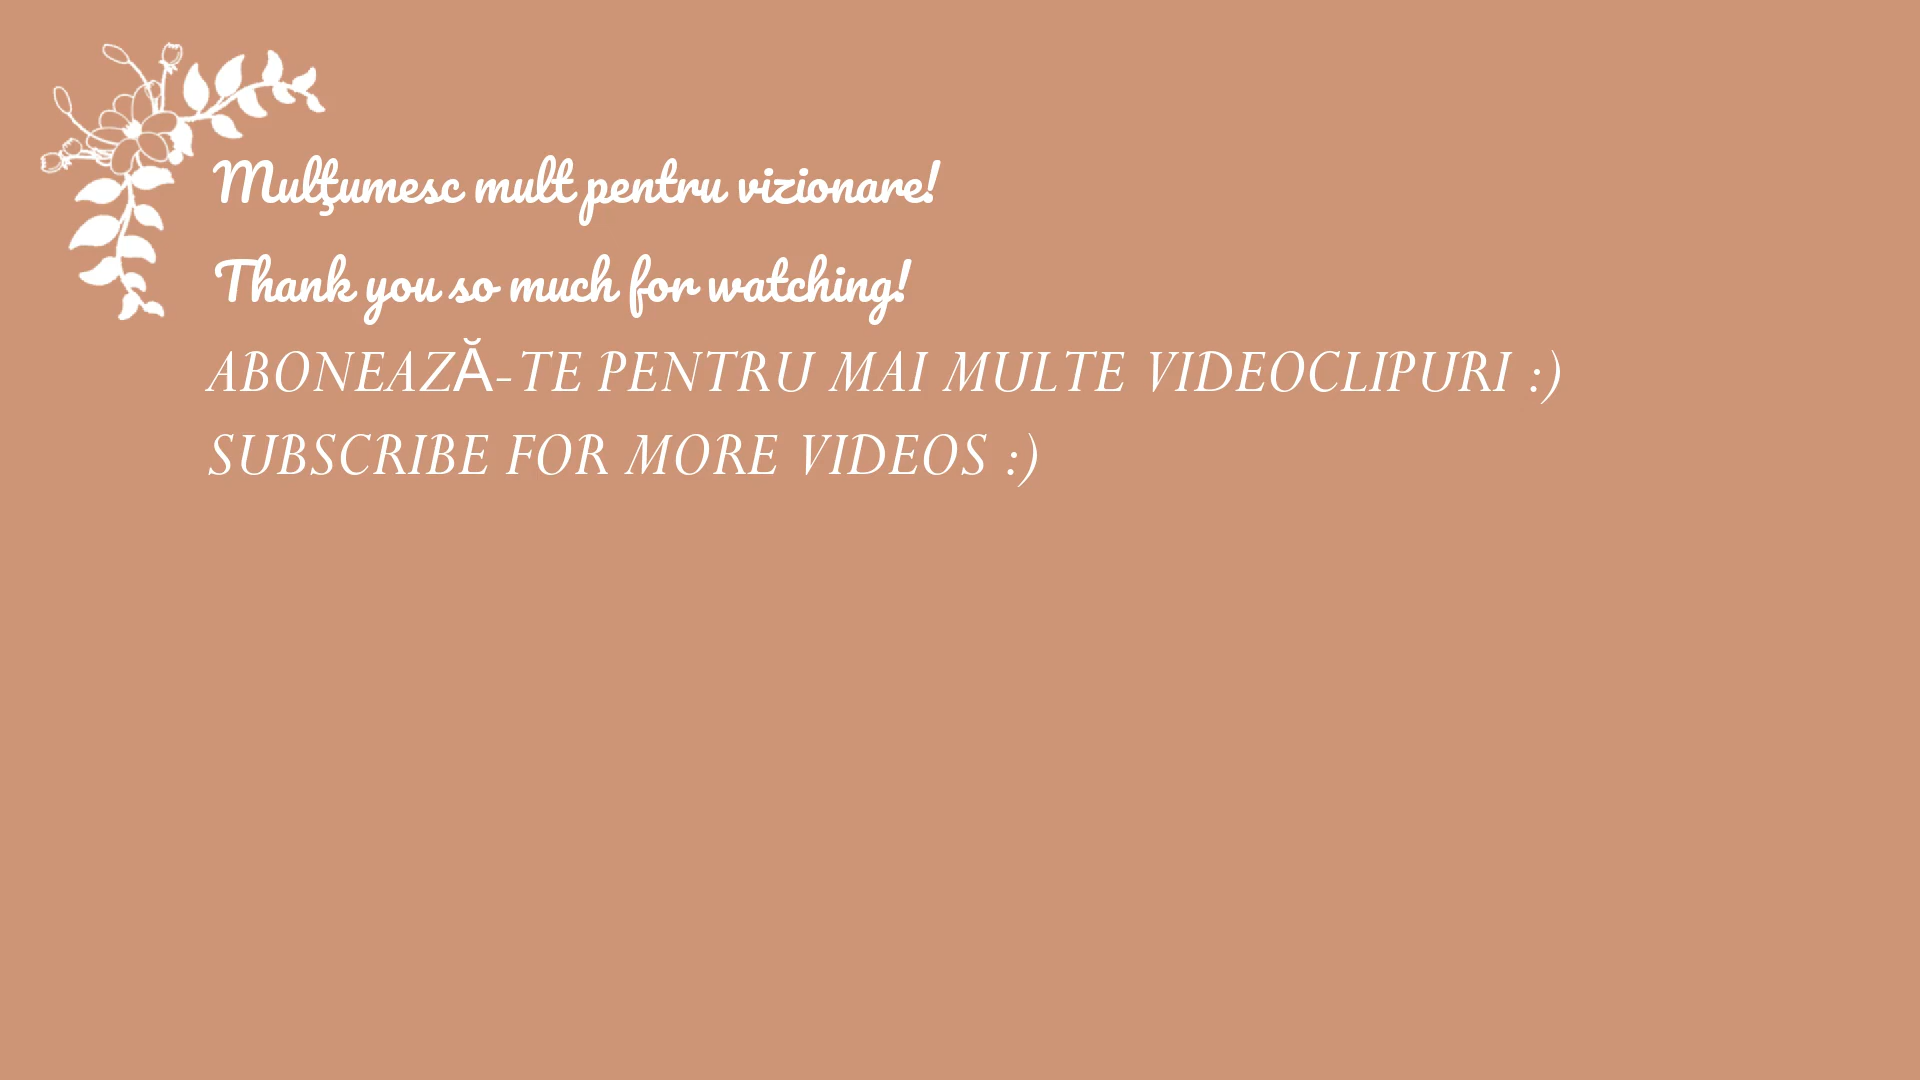 Mulţumesc mult pentru vizionare!
Thank you so much for watching!
ABONEAZĂ-TE PENTRU MAI MULTE VIDEOCLIPURI :)
SUBSCRIBE FOR MORE VIDEOS :)